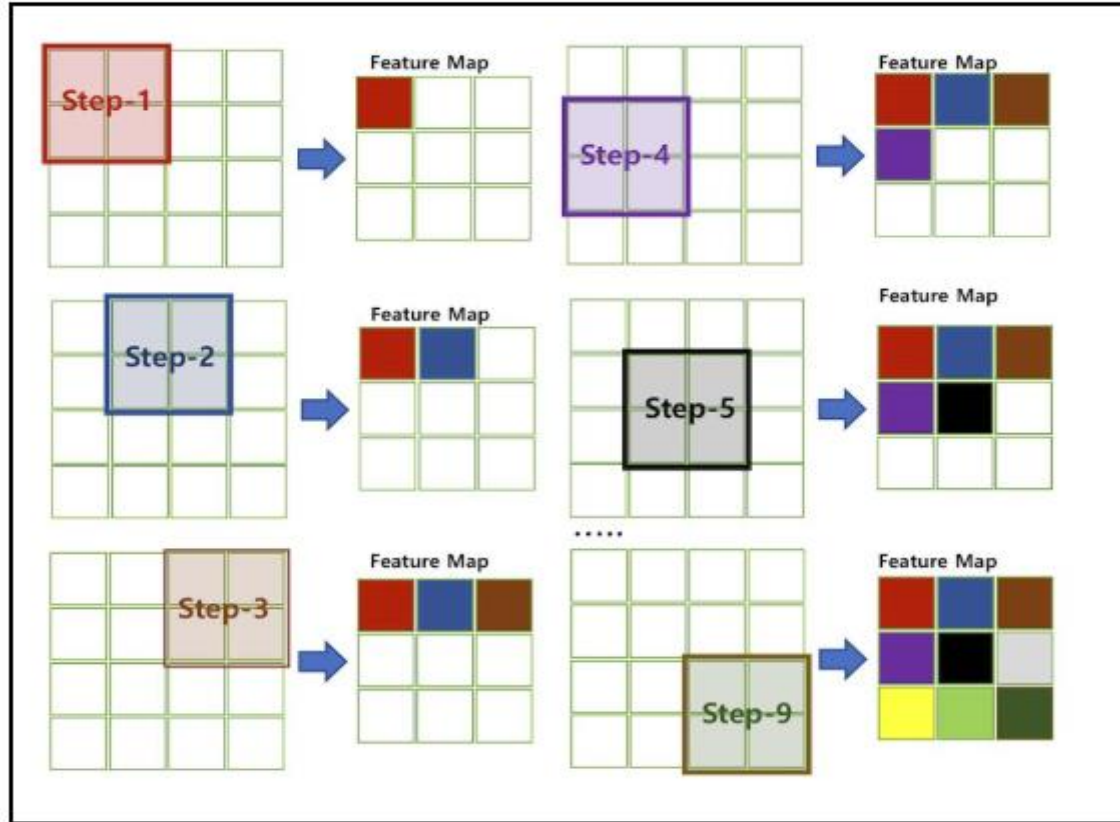 Feature Map
Step-1
Feature Map
Step-4
Feature Map
Step-2
Feature Map
Step-5
.....
Feature Map
Step-3
Feature Map
Step-9